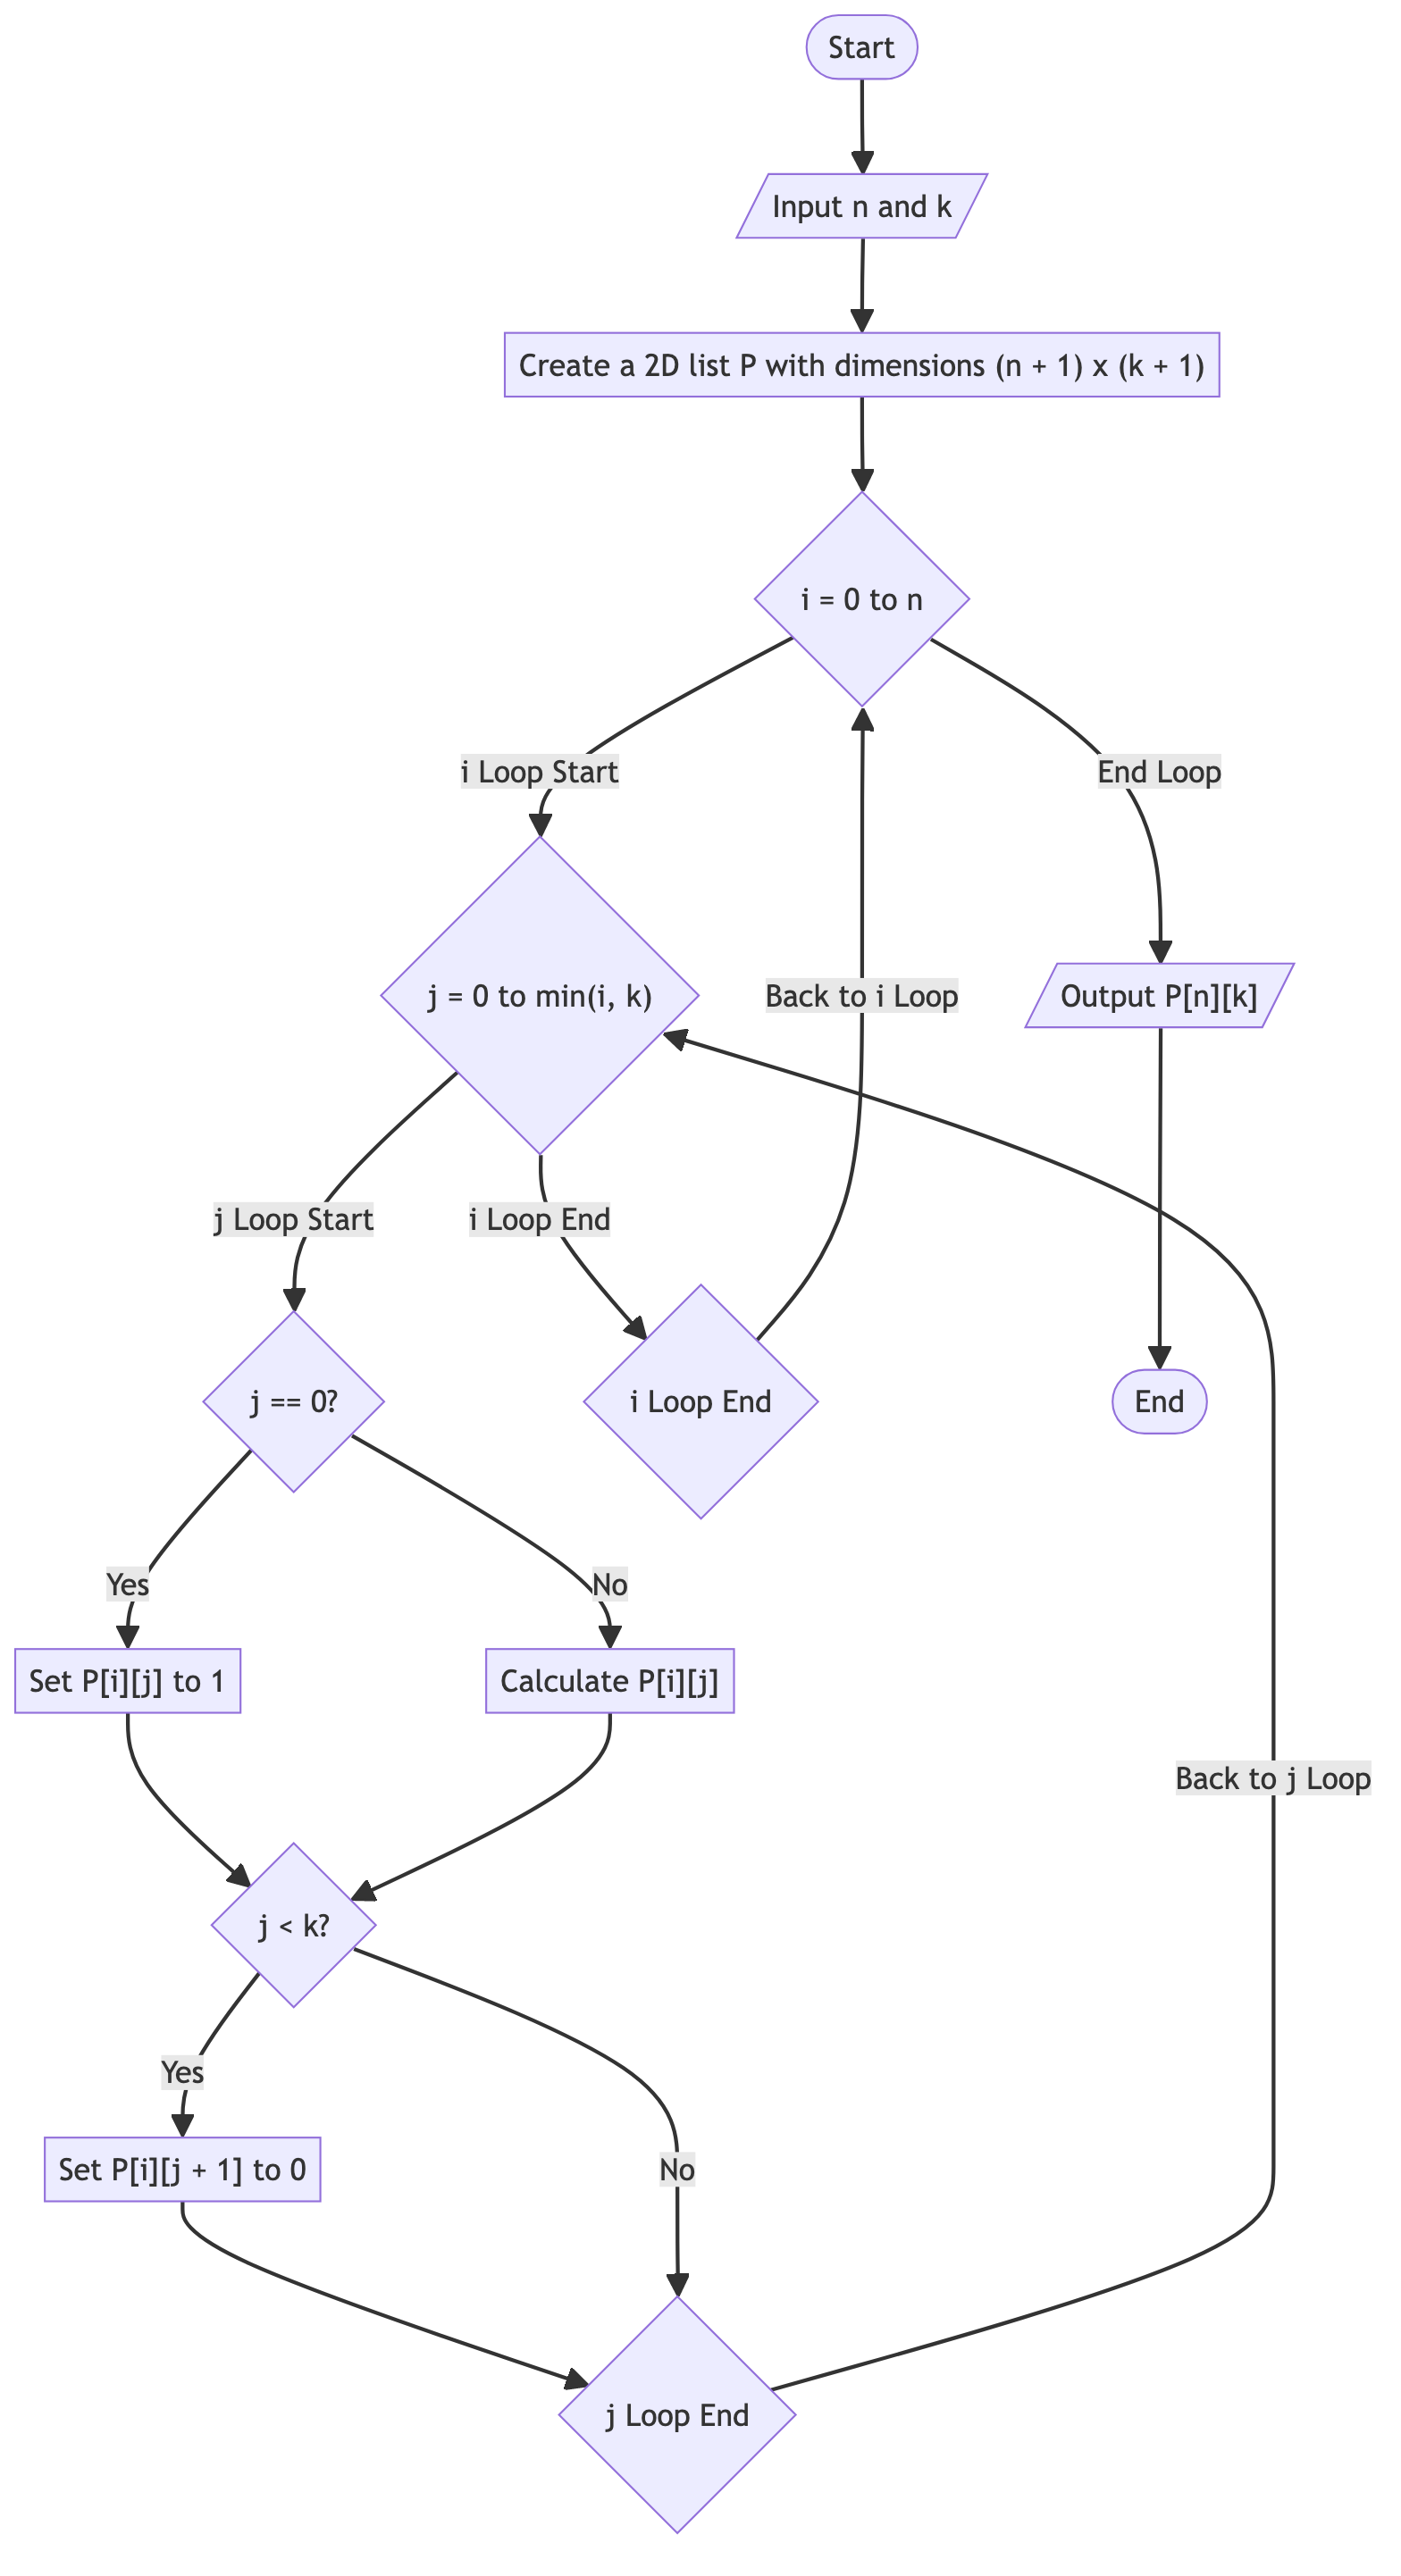 Start
Input n and k
Create a 2D list P with dimensions (n + 1) x (k + 1)
i = 0 to n
i Loop Start
End Loop
j = 0 to min(i, k)
Back to i Loop
Output P[n][k]
j Loop Start
i Loop End
j == 0?
i Loop End
End
Yes
No
Set P[i][j] to 1
Calculate P[i][j]
Back to j Loop
j < k?
Yes
Set P[i][j + 1] to 0
No
j Loop End